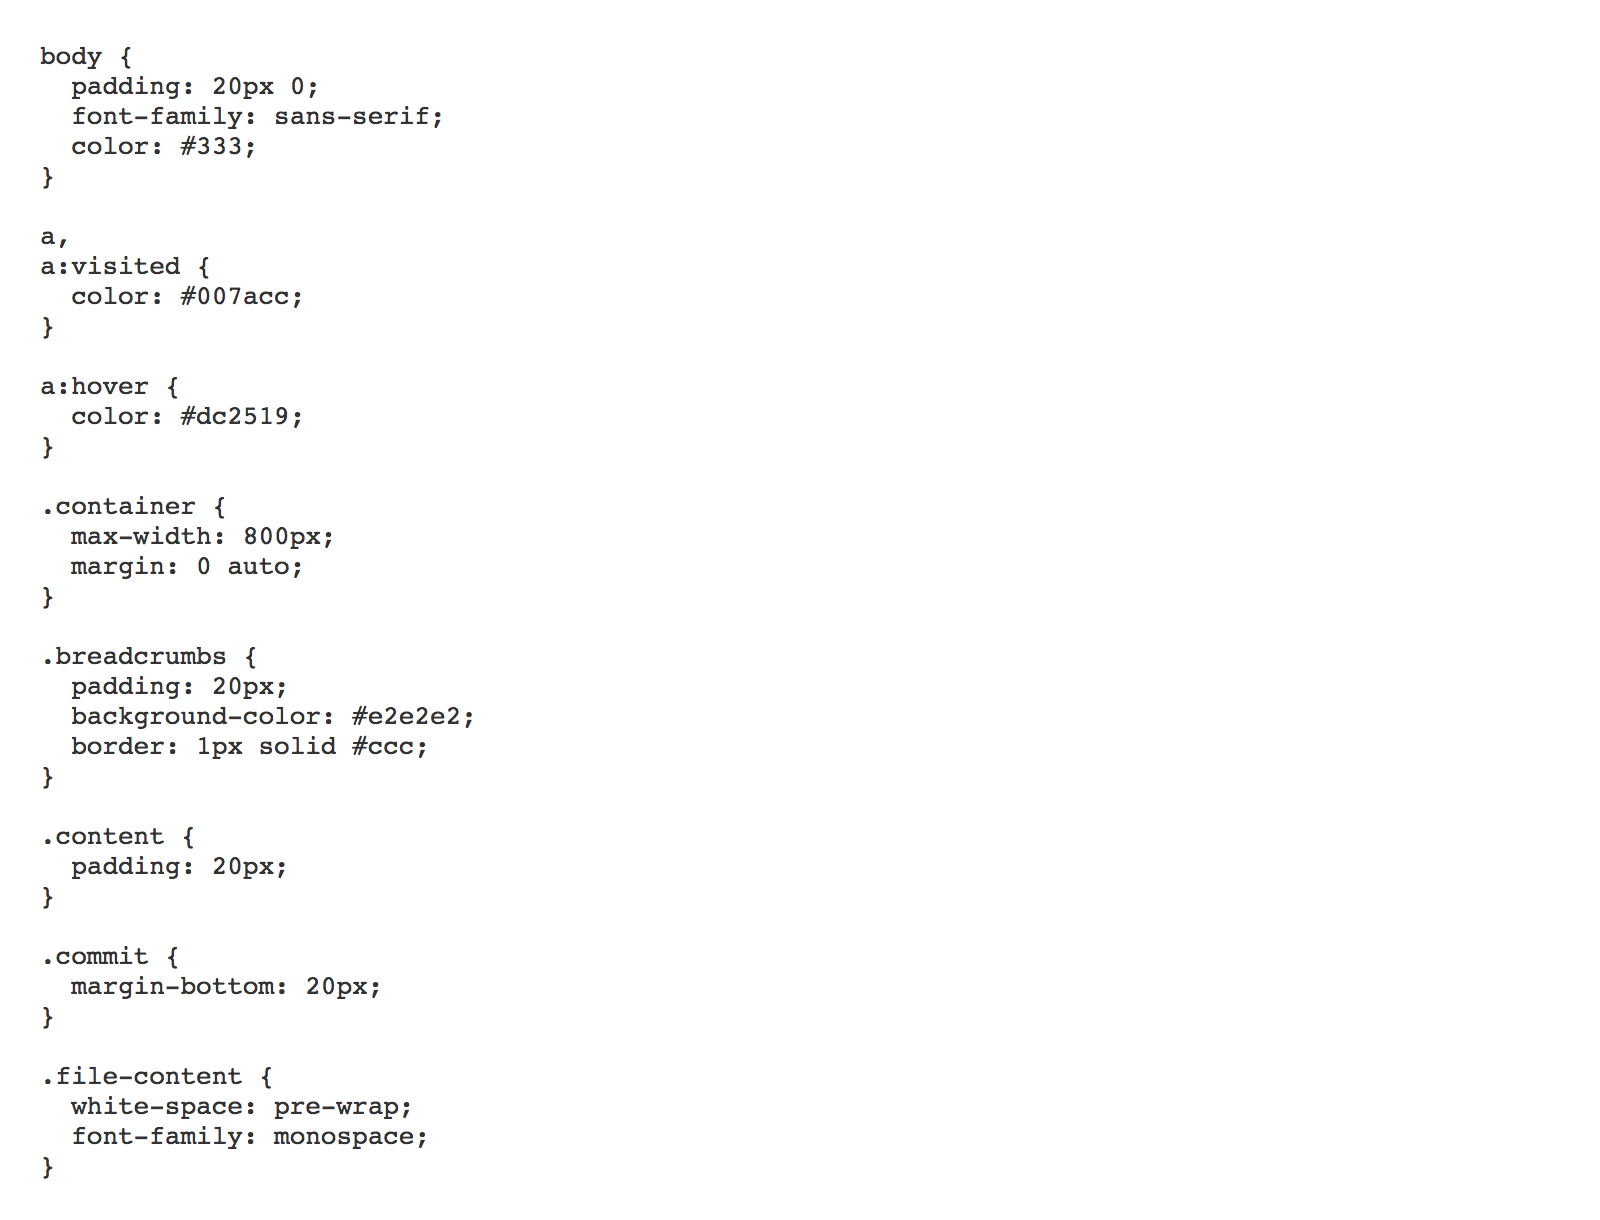 body {
  padding: 20px 0;
  font-family: sans-serif;
  color: #333;
}

a,
a:visited {
  color: #007acc;
}

a:hover {
  color: #dc2519;
}

.container {
  max-width: 800px;
  margin: 0 auto;
}

.breadcrumbs {
  padding: 20px;
  background-color: #e2e2e2;
  border: 1px solid #ccc;
}

.content {
  padding: 20px;
}

.commit {
  margin-bottom: 20px;
}

.file-content {
  white-space: pre-wrap;
  font-family: monospace;
}